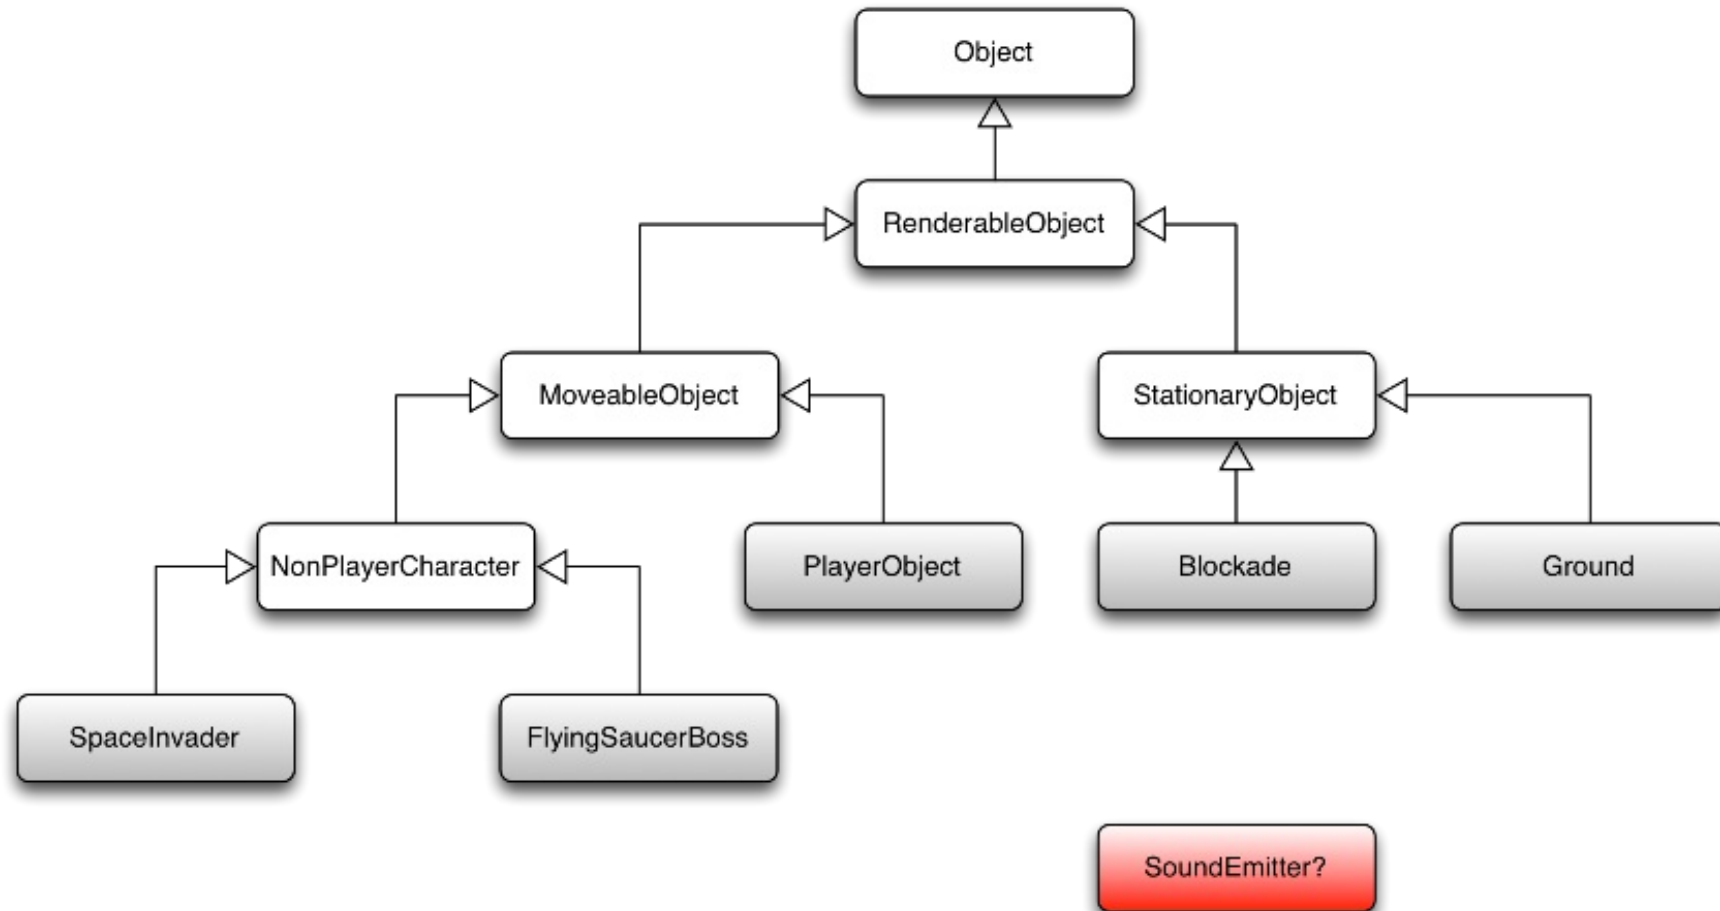 Object
RenderableObject
MoveableObject
StationaryObject
NonPlayerCharacter
PlayerObject
Blockade
Ground
SpaceInvader
FlyingSaucerBoss
SoundEmitter?